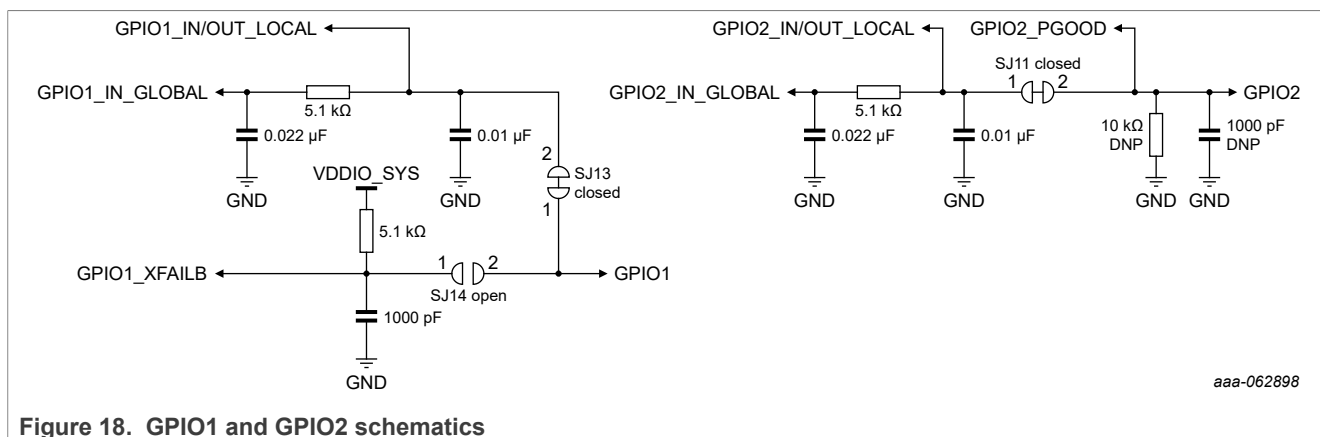 GPIO1_IN/OUT_LOCAL
GPIO2_IN/OUT_LOCAL
GPIO2_PGOOD
SJ11 closed
GPIO1_IN_GLOBAL
GPIO2_IN_GLOBAL
1
2
GPIO2
5.1 kΩ
5.1 kΩ
0.022 µF
0.01 µF
0.022 µF
0.01 µF
10 kΩ
DNP
1000 pF
DNP
2
SJ13
closed
1
VDDIO_SYS
GND
GND
GND
GND
GND
GND
5.1 kΩ
GPIO1_XFAILB
1
2
GPIO1
SJ14 open
1000 pF
GND
aaa-062898
Figure 18. GPIO1 and GPIO2 schematics